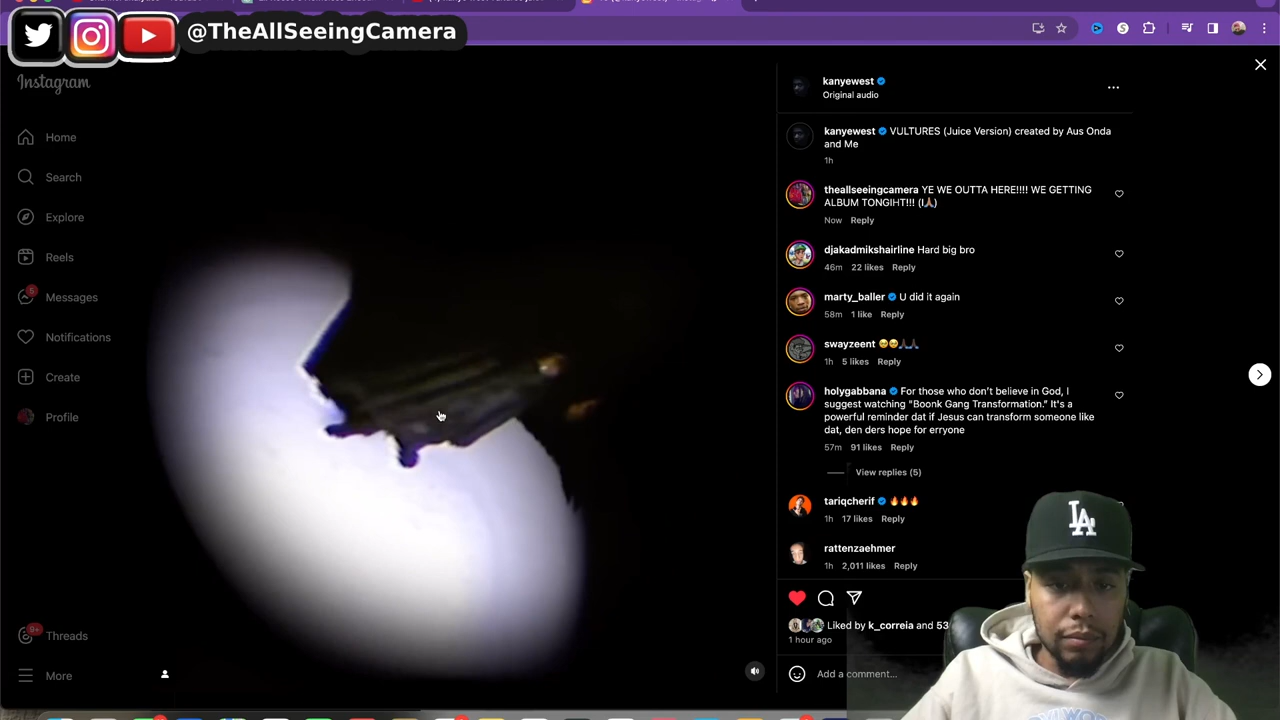 @TheAllSeeingCamera
Instagram
Home
Search
Explore
Reels
5
Messages
Notifications
Create
Profile
9+
Threads
More
kanyewest
Original audio
kanyewest VULTURES (Juice Version) created by Aus Onda
and Me
1h
theallseeingcamera YE WE OUTTA HERE!!!! WE GETTING
ALBUM TONGIHT!!! (I🙏🏾)
Now Reply
djakadmikshairline Hard big bro
46m 22 likes Reply
marty_baller U did it again
58m 1 like Reply
swayzeent 🥹🥹🙏🏾🙏🏾
1h 5 likes Reply
holygabbana For those who don’t believe in God, I
suggest watching "Boonk Gang Transformation." It's a
powerful reminder dat if Jesus can transform someone like
dat, den ders hope for erryone
57m 91 likes Reply
View replies (5)
tariqcherif 🔥🔥🔥
1h 17 likes Reply
rattenzaehmer
1h 2,011 likes Reply
Liked by k_correia and 53
1 hour ago
Add a comment...
LA